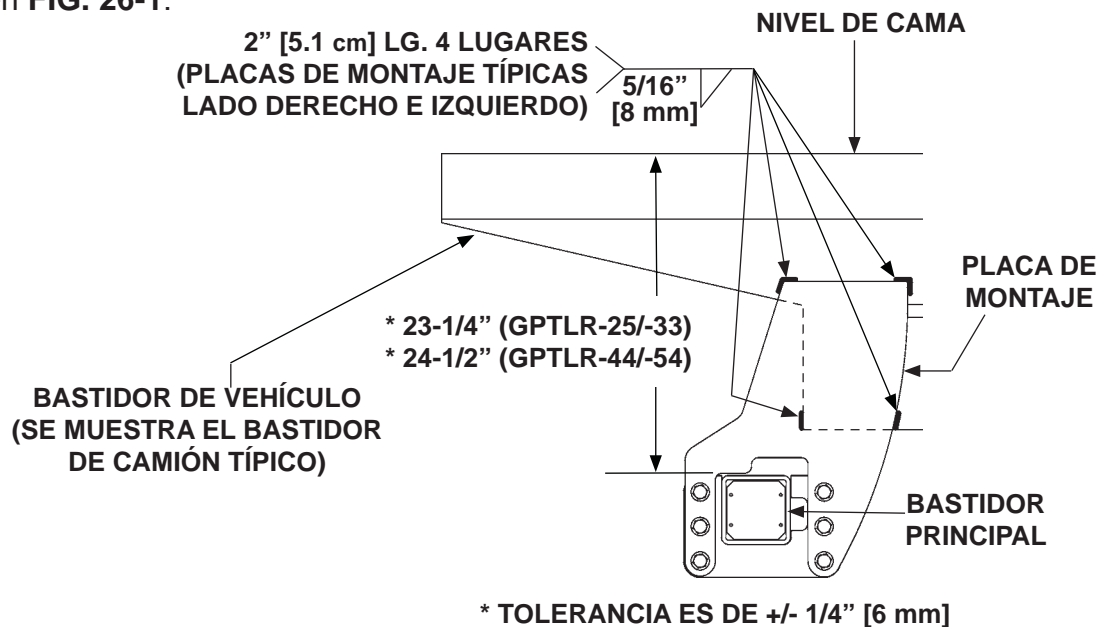 n FIG. 26-1.
NIVEL DE CAMA
2” [5.1 cm] LG. 4 LUGARES
(PLACAS DE MONTAJE TÍPICAS
LADO DERECHO E IZQUIERDO)
5/16”
[8 mm]
PLACA DE
MONTAJE
* 23-1/4” (GPTLR-25/-33)
* 24-1/2” (GPTLR-44/-54)
BASTIDOR DE VEHÍCULO
(SE MUESTRA EL BASTIDOR
DE CAMIÓN TÍPICO)
BASTIDOR
PRINCIPAL
* TOLERANCIA ES DE +/- 1/4” [6 mm]